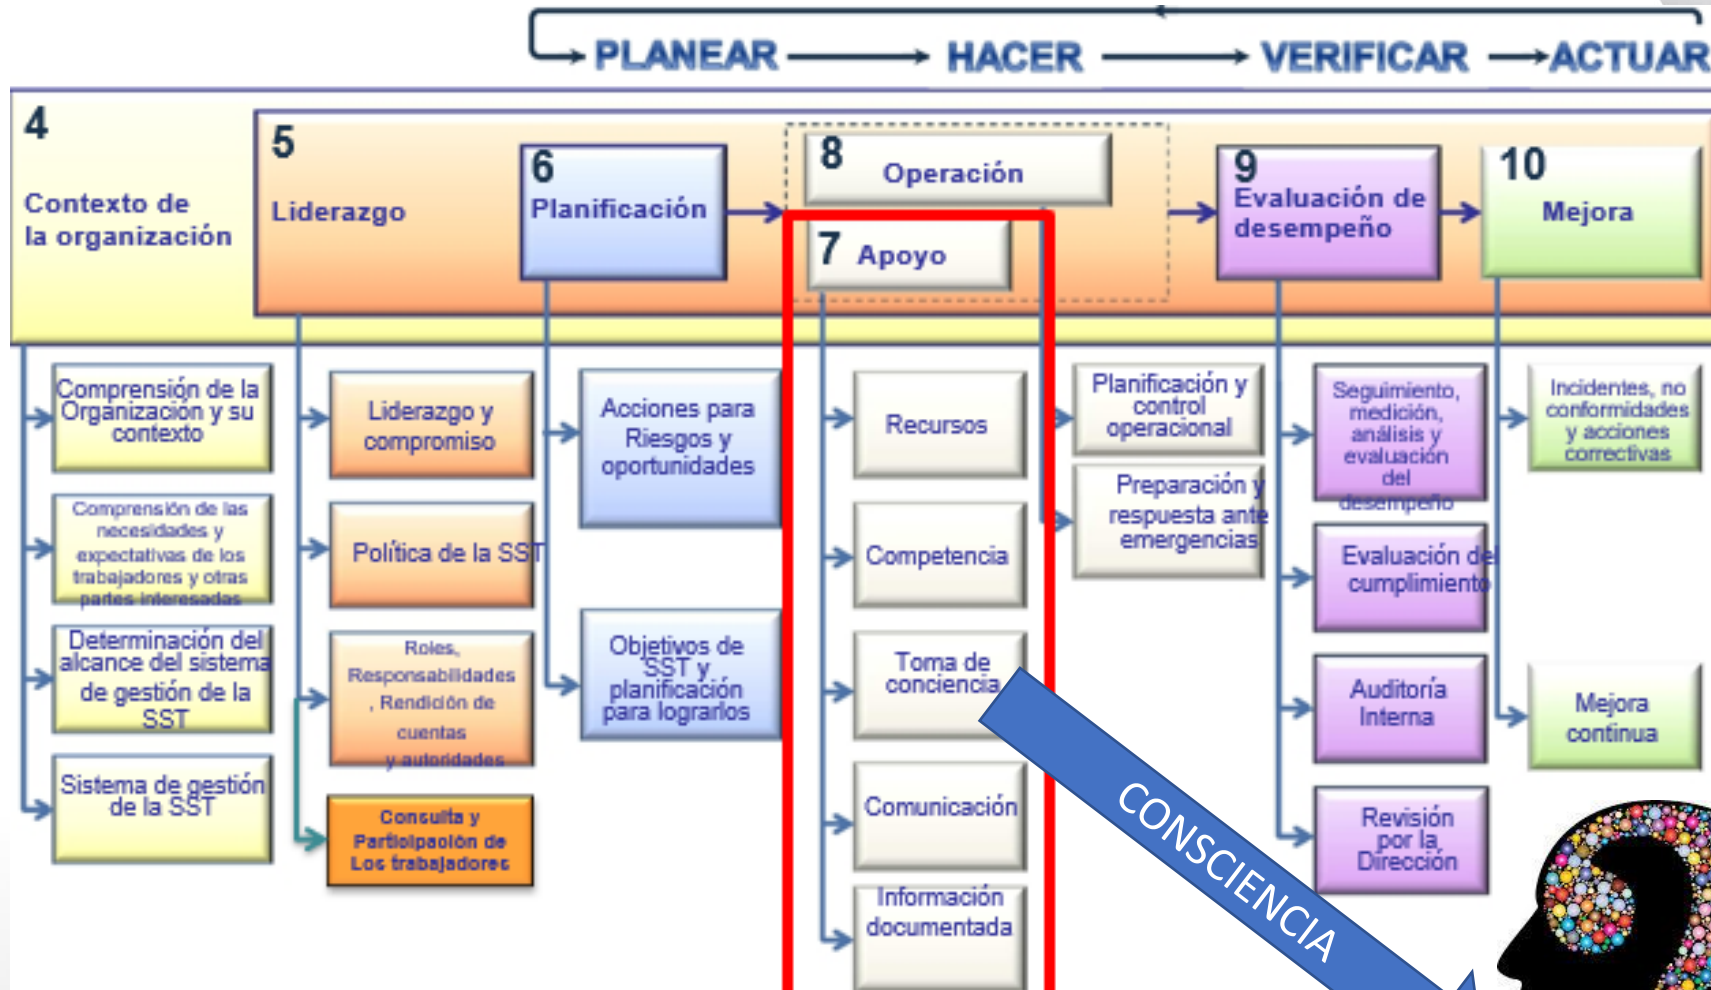 PLANEAR
HACER
VERIFICAR
ACTUAR
4
Contexto de
la organización
5
Liderazgo
6
Planificación
8
Operación
7
Apoyo
9
Evaluación de
desempeño
10
Mejora
Comprensión de la
Organización y su
contexto
Comprensión de las
necesidades y
expectativas de los
trabajadores y otras
partes interesadas
Determinación del
alcance del sistema
de gestión de la
SST
Sistema de gestión
de la SST
Liderazgo y
compromiso
Política de la SST
Roles,
Responsabilidades
, Rendición de
cuentas
y autoridades
Consulta y
Participación de
Los trabajadores
Acciones para
Riesgos y
oportunidades
Objetivos de
SST y
planificación
para lograrlos
Recursos
Competencia
Toma de
conciencia
Comunicación
Información
documentada
Planificación y
control
operacional
Preparación y
respuesta ante
emergencias
Seguimiento,
medición,
análisis y
evaluación
del
desempeño
Evaluación del
cumplimiento
Auditoría
Interna
Revisión
por la
Dirección
Incidentes, no
conformidades
y acciones
correctivas
Mejora
continua
CONSCIENCIA